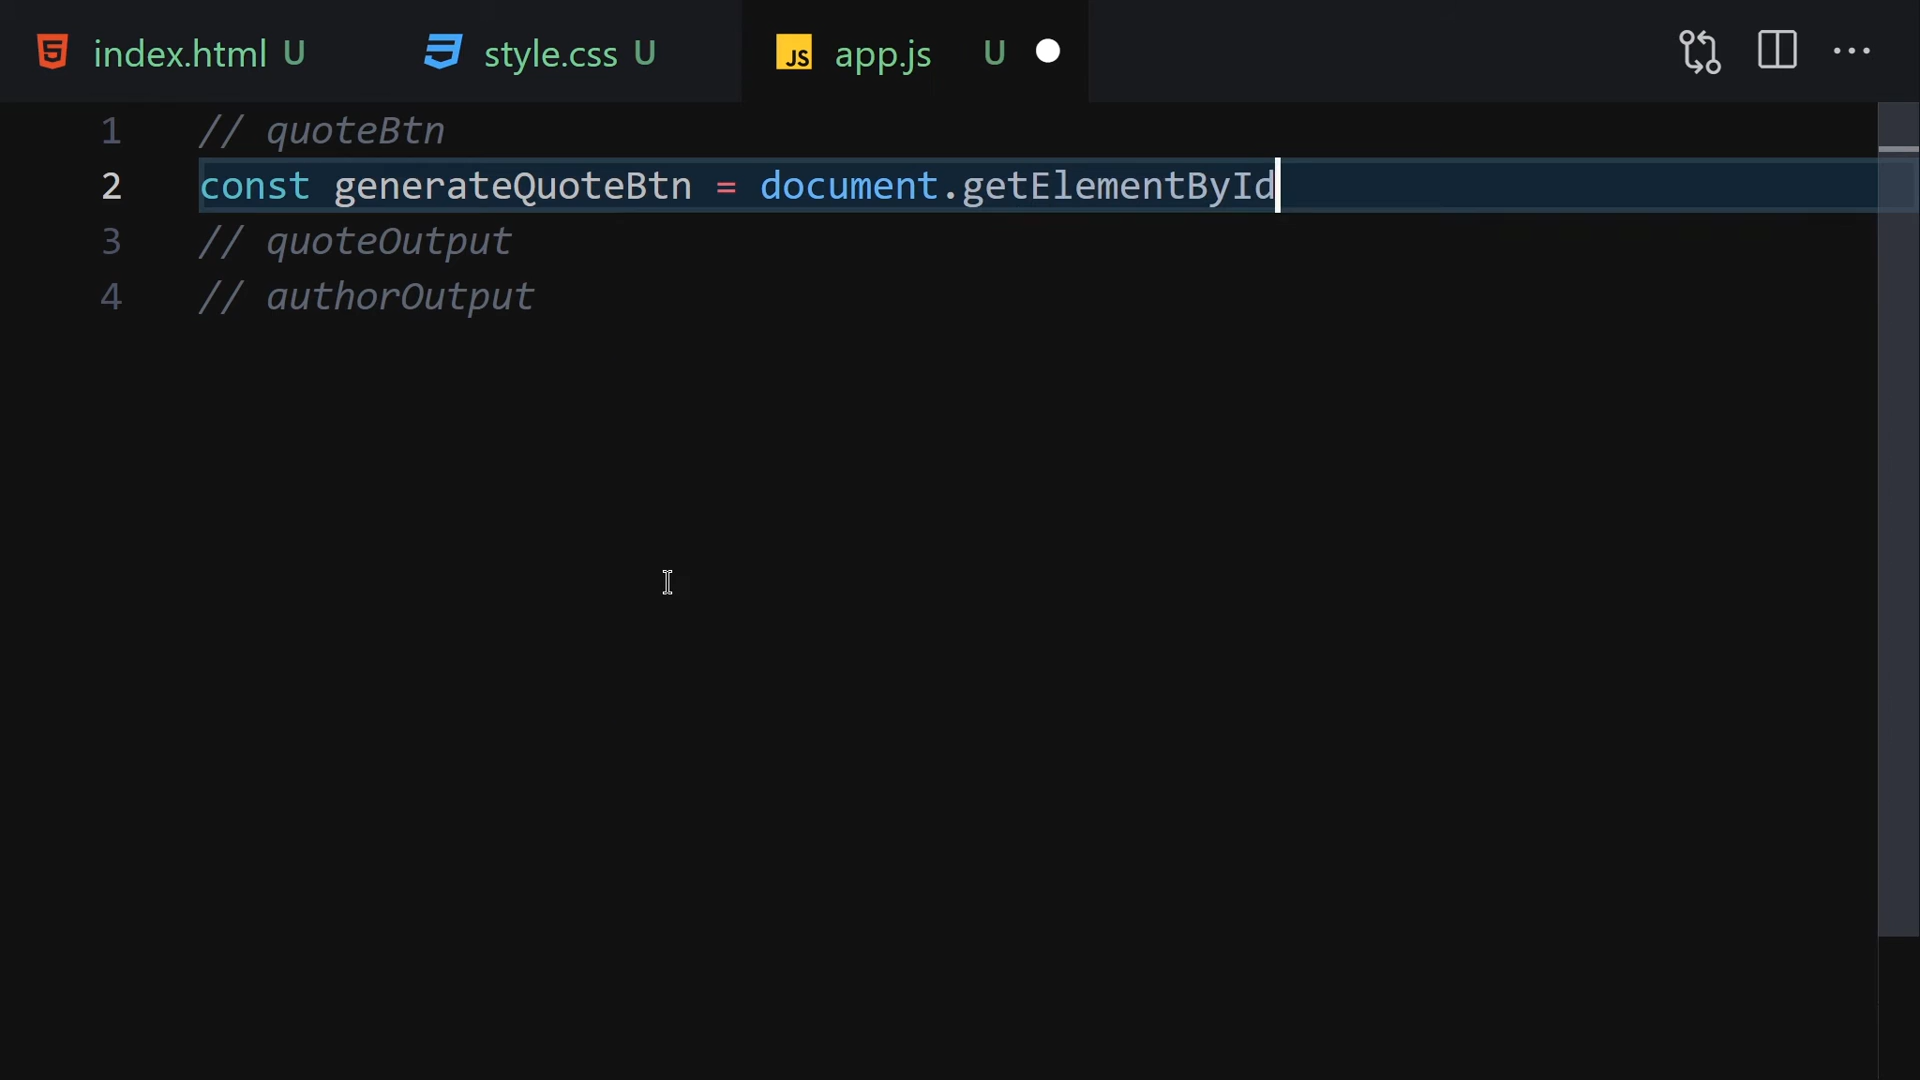 index.html U style.css U JS app.js U
1 // quoteBtn
2 const generateQuoteBtn = document.getElementById
3 // quoteOutput
4 // authorOutput